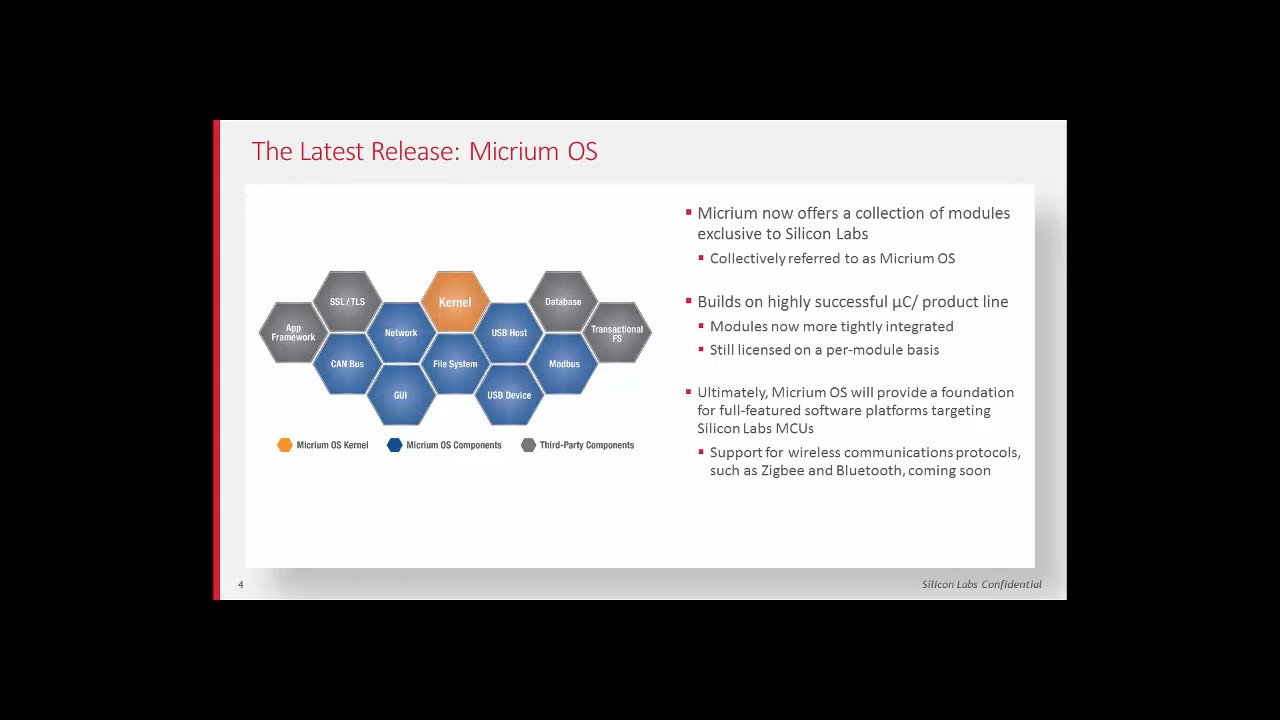 The Latest Release: Micrium OS
SSL/TLS
Kernel
Database
App
Framework
Network
USB Host
Transactional
FS
CAN Bus
File System
Modbus
GUI
USB Device
Micrium OS Kernel
Micrium OS Components
Third-Party Components
Micrium now offers a collection of modules
exclusive to Silicon Labs
Collectively referred to as Micrium OS
Builds on highly successful µC/ product line
Modules now more tightly integrated
Still licensed on a per-module basis
Ultimately, Micrium OS will provide a foundation
for full-featured software platforms targeting
Silicon Labs MCUs
Support for wireless communications protocols,
such as Zigbee and Bluetooth, coming soon
4
Silicon Labs Confidential